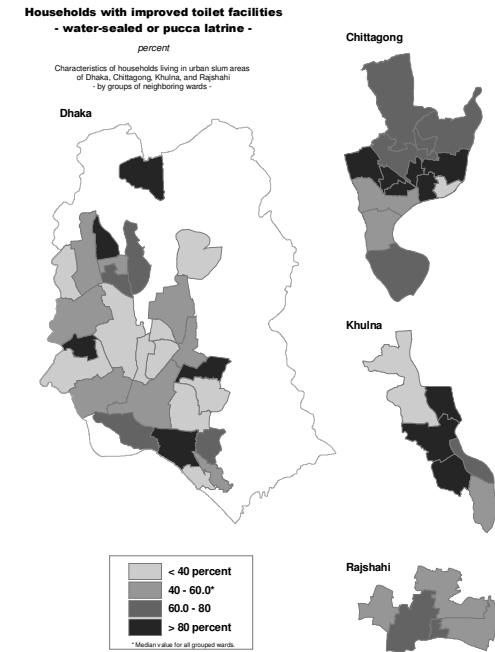 Households with improved toilet facilities
- water-sealed or pucca latrine -
percent
Characteristics of households living in urban slum areas
of Dhaka, Chittagong, Khulna, and Rajshahi
- by groups of neighboring wards -
Dhaka
Chittagong
Khulna
Rajshahi
< 40 percent
40 - 60.0*
60.0 - 80
> 80 percent
* Median value for all grouped wards.